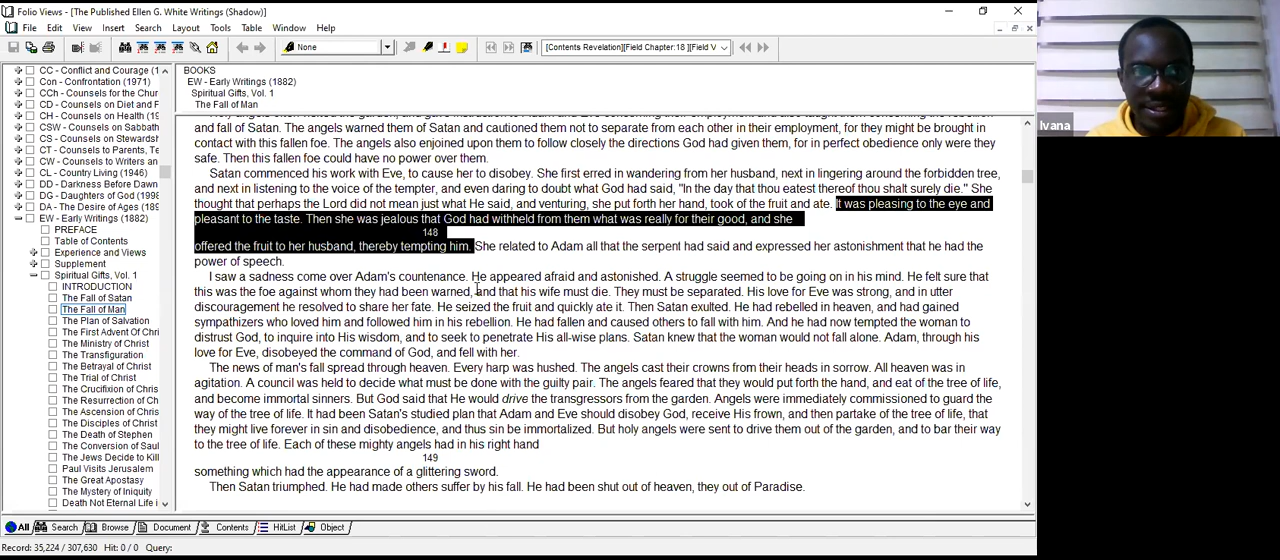 Folio Views - [The Published Ellen G. White Writings (Shadow)]
File Edit View Insert Search Layout Tools Table Window Help
None
[Contents Revelation][Field Chapter:18 ][Field V
CC - Conflict and Courage (1
Con - Confrontation (1971)
CCh - Counsels for the Chur
CD - Counsels on Diet and F
CH - Counsels on Health (19
CSW - Counsels on Sabbath
CS - Counsels on Stewardsh
CT - Counsels to Parents, Te
CW - Counsels to Writers an
CL - Country Living (1946)
DD - Darkness Before Dawn
DG - Daughters of God (1998
DA - The Desire of Ages (18
EW - Early Writings (1882)
PREFACE
Table of Contents
Experience and Views
Supplement
Spiritual Gifts, Vol. 1
INTRODUCTION
The Fall of Satan
The Fall of Man
The Plan of Salvation
The First Advent Of Chri
The Ministry of Christ
The Transfiguration
The Betrayal of Christ
The Trial of Christ
The Crucifixion of Chris
The Resurrection of Chr
The Ascension of Chris
The Disciples of Christ
The Death of Stephen
The Conversion of Saul
The Jews Decide to Kill
Paul Visits Jerusalem
The Great Apostasy
The Mystery of Iniquity
Death Not Eternal Life i
BOOKS
EW - Early Writings (1882)
Spiritual Gifts, Vol. 1
The Fall of Man
and fall of Satan. The angels warned them of Satan and cautioned them not to separate from each other in their employment, for they might be brought in
contact with this fallen foe. The angels also enjoined upon them to follow closely the directions God had given them, for in perfect obedience only were they
safe. Then this fallen foe could have no power over them.
Satan commenced his work with Eve, to cause her to disobey. She first erred in wandering from her husband, next in lingering around the forbidden tree,
and next in listening to the voice of the tempter, and even daring to doubt what God had said, "In the day that thou eatest thereof thou shalt surely die." She
thought that perhaps the Lord did not mean just what He said, and venturing, she put forth her hand, took of the fruit and ate. It was pleasing to the eye and
pleasant to the taste. Then she was jealous that God had withheld from them what was really for their good, and she
148
offered the fruit to her husband, thereby tempting him. She related to Adam all that the serpent had said and expressed her astonishment that he had the
power of speech.
I saw a sadness come over Adam's countenance. He appeared afraid and astonished. A struggle seemed to be going on in his mind. He felt sure that
this was the foe against whom they had been warned, and that his wife must die. They must be separated. His love for Eve was strong, and in utter
discouragement he resolved to share her fate. He seized the fruit and quickly ate it. Then Satan exulted. He had rebelled in heaven, and had gained
sympathizers who loved him and followed him in his rebellion. He had fallen and caused others to fall with him. And he had now tempted the woman to
distrust God, to inquire into His wisdom, and to seek to penetrate His all-wise plans. Satan knew that the woman would not fall alone. Adam, through his
love for Eve, disobeyed the command of God, and fell with her.
The news of man's fall spread through heaven. Every harp was hushed. The angels cast their crowns from their heads in sorrow. All heaven was in
agitation. A council was held to decide what must be done with the guilty pair. The angels feared that they would put forth the hand, and eat of the tree of life,
and become immortal sinners. But God said that He would drive the transgressors from the garden. Angels were immediately commissioned to guard the
way of the tree of life. It had been Satan's studied plan that Adam and Eve should disobey God, receive His frown, and then partake of the tree of life, that
they might live forever in sin and disobedience, and thus sin be immortalized. But holy angels were sent to drive them out of the garden, and to bar their way
to the tree of life. Each of these mighty angels had in his right hand
149
something which had the appearance of a glittering sword.
Then Satan triumphed. He had made others suffer by his fall. He had been shut out of heaven, they out of Paradise.
All Search Browse Document Contents HitList Object
Record: 35,224 / 307,630 Hit: 0 / 0 Query:
Ivana